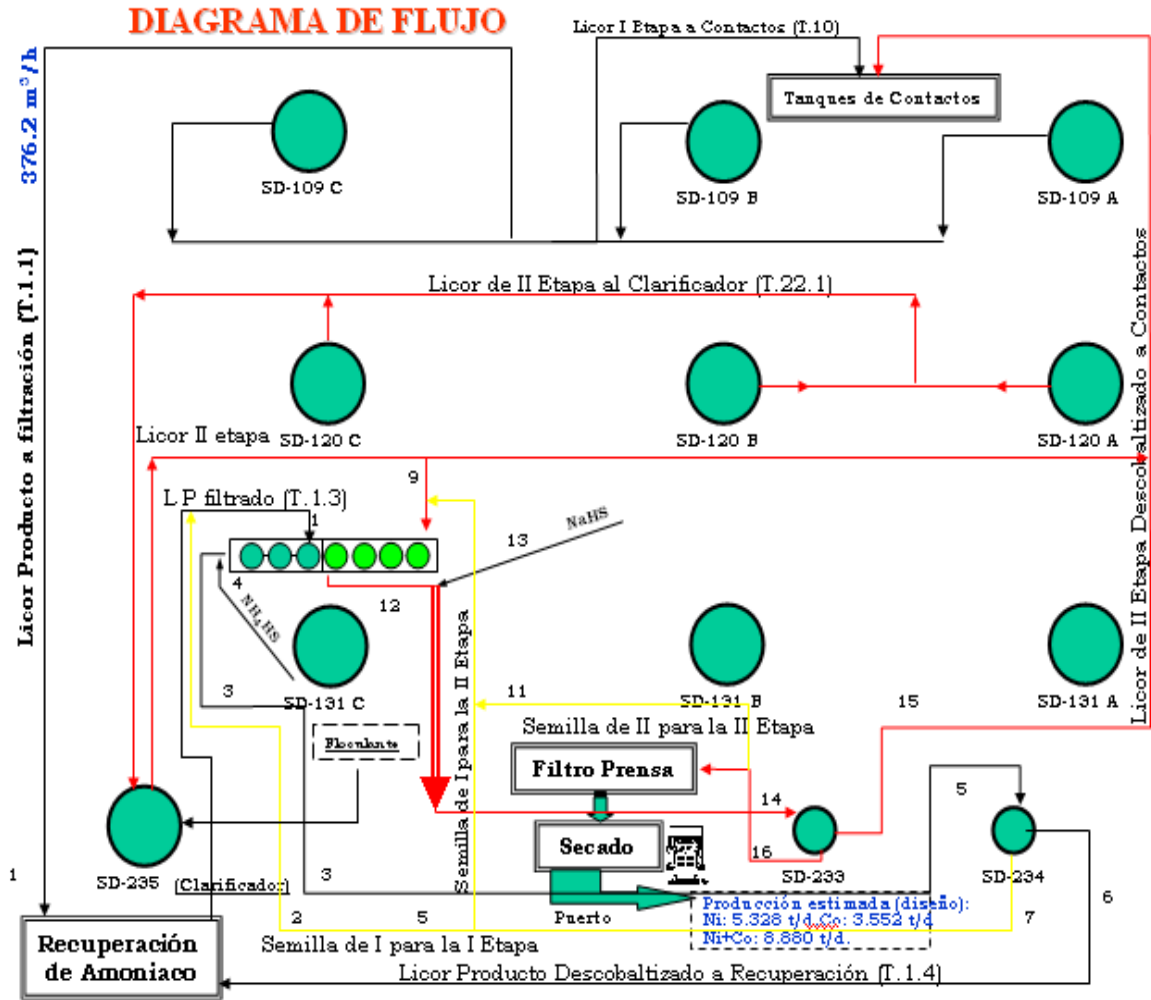 DIAGRAMA DE FLUJO
Licor I Etapa a Contactos (T.10)
376.2 m³/h
Licor Producto a filtración (T.1.1)
Tanques de Contactos
SD-109 C
SD-109 B
SD-109 A
Licor de II Etapa al Clarificador (T.22.1)
Licor de II Etapa Descobaltizado a Contactos
SD-120 C
SD-120 B
SD-120 A
Licor II etapa
9
L P filtrado (T.1.3)
1
NaHS
13
4
NH₄HS
12
SD-131 C
SD-131 B
SD-131 A
3
11
15
Semilla de II para la II Etapa
Semilla de I para la II Etapa
Floculante
Filtro Prensa
14
5
Secado
16
SD-233
SD-234
1
SD-235
(Clarificador)
3
6
Puerto
Producción estimada (diseño):
Ni: 5.328 t/d Co: 3.552 t/d
Ni+Co: 8.880 t/d.
2
5
7
Semilla de I para la I Etapa
Recuperación
de Amoniaco
Licor Producto Descobaltizado a Recuperación (T.1.4)